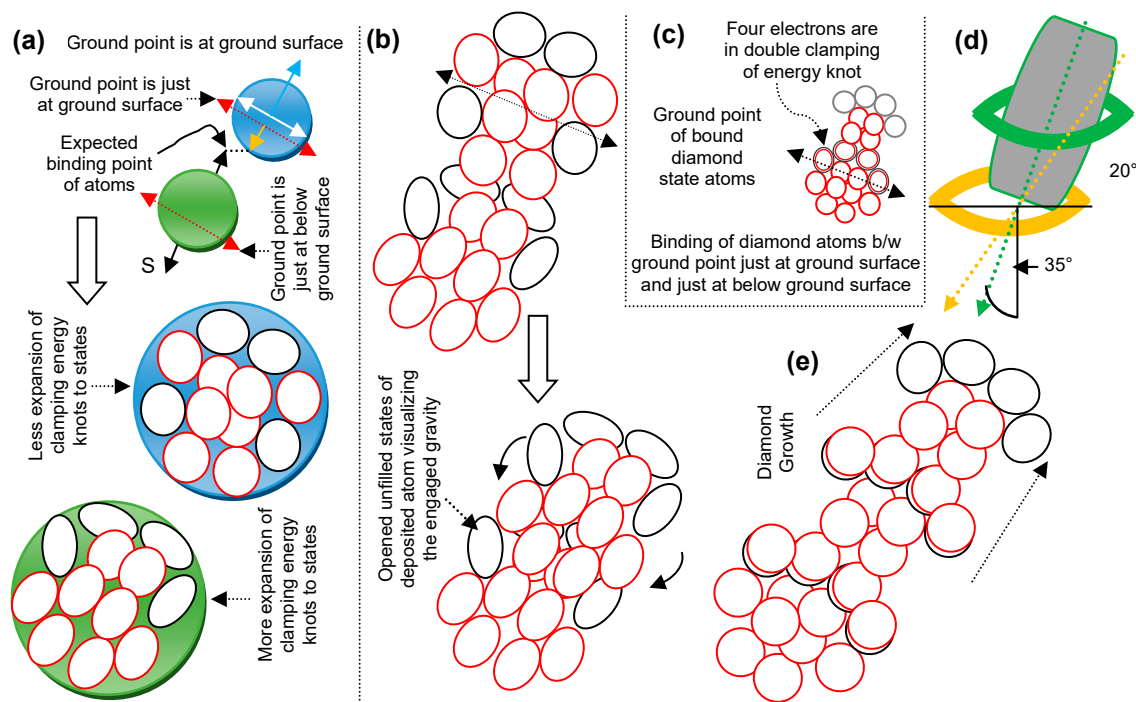 (a)
Ground point is at ground surface
Ground point is just
at ground surface
Expected
binding point
of atoms
S
Ground point is
just at below
ground surface
Less expansion of
clamping energy
knots to states
More expansion of
clamping energy
knots to states
(b)
Opened unfilled states of
deposited atom visualizing
the engaged gravity
(c)
Four electrons are
in double clamping
of energy knot
Ground point
of bound
diamond
state atoms
Binding of diamond atoms b/w
ground point just at ground surface
and just at below ground surface
(d)
20°
35°
(e)
Diamond
Growth